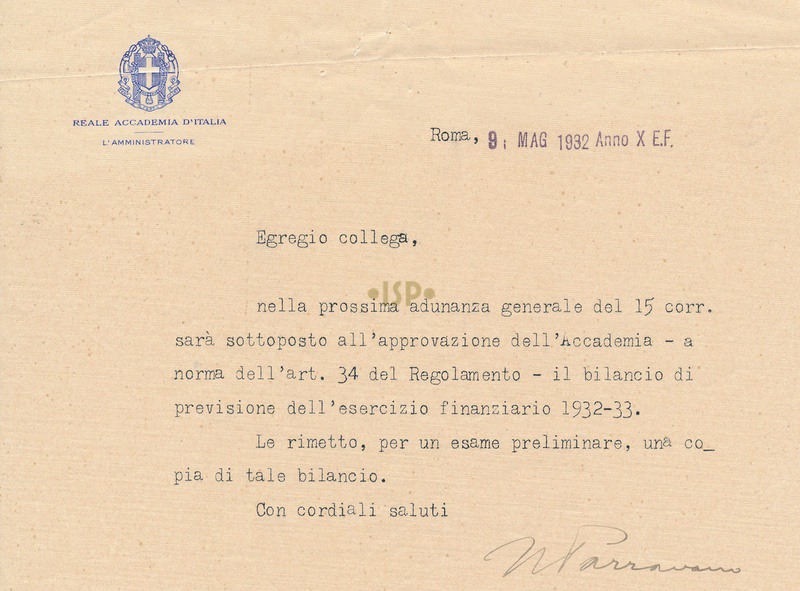 REALE ACCADEMIA D'ITALIA
L'AMMINISTRATORE
Roma, 9 MAG 1932 Anno X E.F.
Egregio collega,
•ISP•
nella prossima adunanza generale del 15 corr.
sarà sottoposto all'approvazione dell'Accademia - a
norma dell'art. 34 del Regolamento - il bilancio di
previsione dell'esercizio finanziario 1932-33.
Le rimetto, per un esame preliminare, una co_
pia di tale bilancio.
Con cordiali saluti
N Parravano